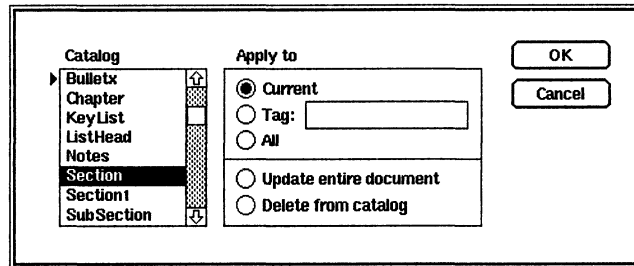 Catalog
Bulletx
Chapter
KeyList
ListHead
Notes
Section
Section1
SubSection
Apply to
Current
Tag:
All
Update entire document
Delete from catalog
OK
Cancel